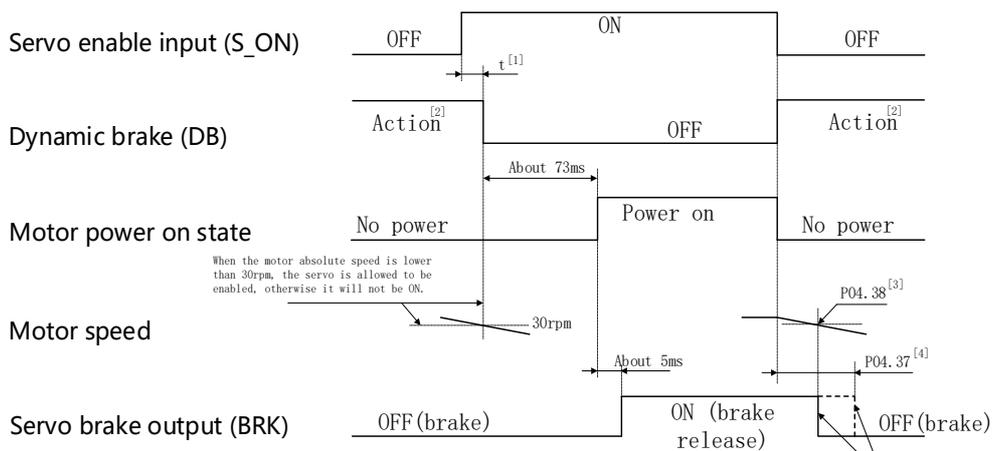 Servo enable input (S_ON)
OFF
ON
OFF
t[1]
Dynamic brake (DB)
Action[2]
OFF
Action[2]
About 73ms
Motor power on state
No power
Power on
No power
When the motor absolute speed is lower
than 30rpm, the servo is allowed to be
enabled, otherwise it will not be ON.
P04.38[3]
Motor speed
30rpm
About 5ms
P04.37[4]
Servo brake output (BRK)
OFF(brake)
ON (brake
release)
OFF(brake)